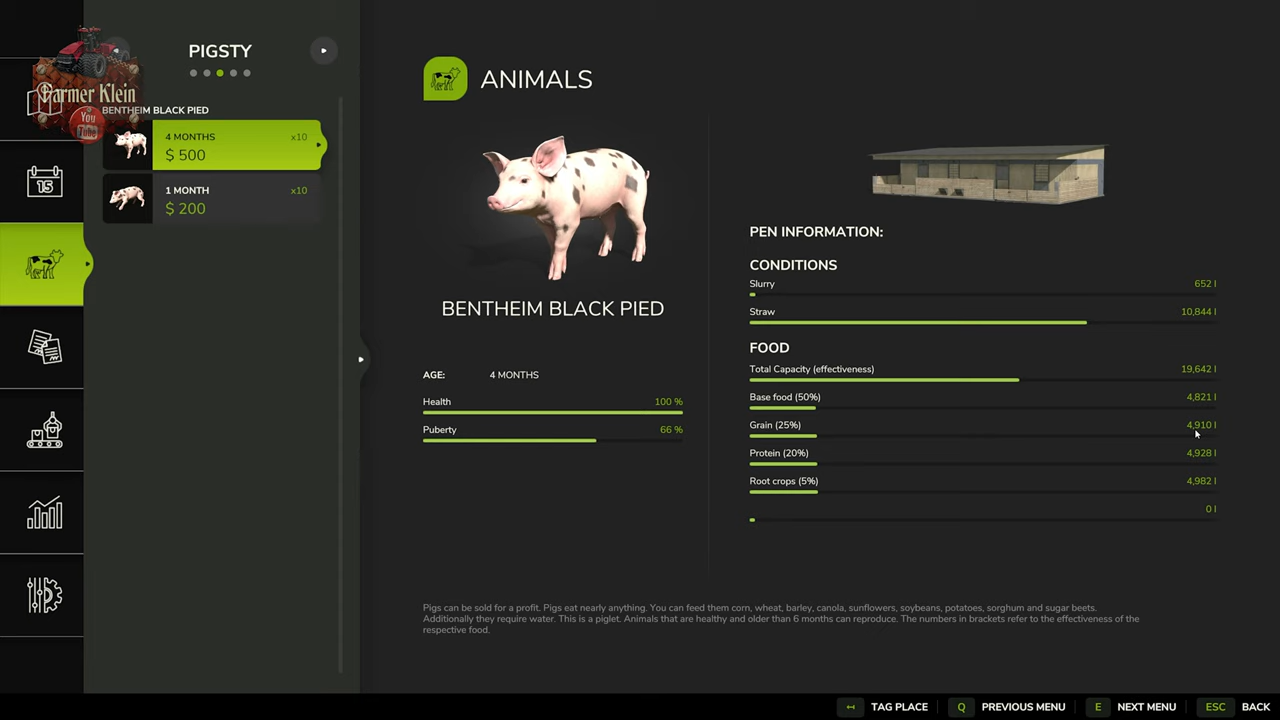 PIGSTY
Farmer Klein
You
Tube
15
BENTHEIM BLACK PIED
4 MONTHS x10
$ 500
1 MONTH x10
$ 200
ANIMALS
BENTHEIM BLACK PIED
AGE: 4 MONTHS
Health 100 %
Puberty 66 %
PEN INFORMATION:
CONDITIONS
Slurry 652 l
Straw 10,844 l
FOOD
Total Capacity (effectiveness) 19,642 l
Base food (50%) 4,821 l
Grain (25%) 4,910 l
Protein (20%) 4,928 l
Root crops (5%) 4,982 l
0 l
Pigs can be sold for a profit. Pigs eat nearly anything. You can feed them corn, wheat, barley, canola, sunflowers, soybeans, potatoes, sorghum and sugar beets.
Additionally they require water. This is a piglet. Animals that are healthy and older than 6 months can reproduce. The numbers in brackets refer to the effectiveness of the
respective food.
TAG PLACE Q PREVIOUS MENU E NEXT MENU ESC BACK